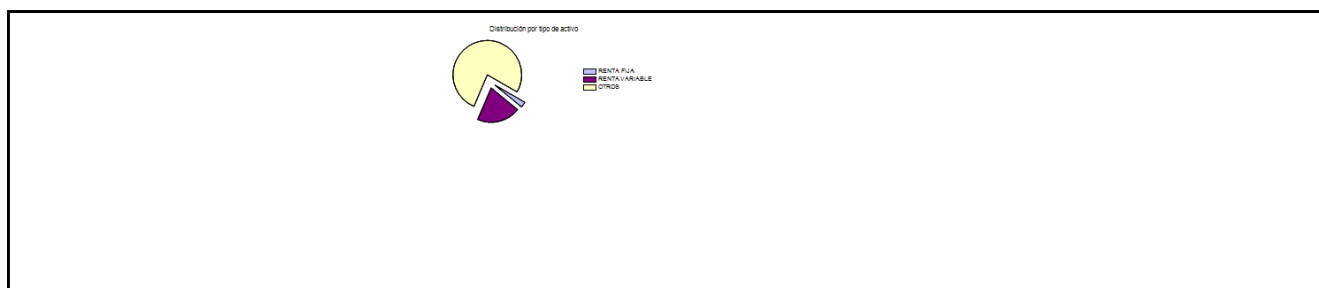 Distribución por tipo de activo
RENTA FIJA
RENTA VARIABLE
OTROS